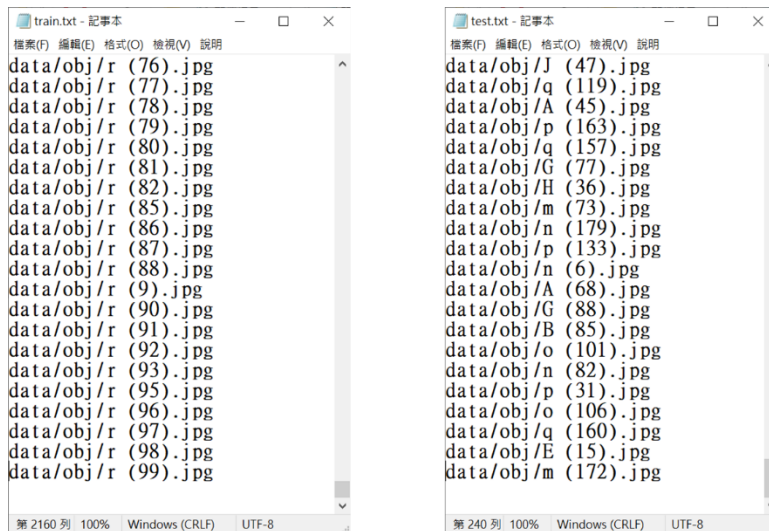 train.txt - 記事本
檔案(F) 編輯(E) 格式(O) 檢視(V) 說明
data/obj/r (76).jpg
data/obj/r (77).jpg
data/obj/r (78).jpg
data/obj/r (79).jpg
data/obj/r (80).jpg
data/obj/r (81).jpg
data/obj/r (82).jpg
data/obj/r (85).jpg
data/obj/r (86).jpg
data/obj/r (87).jpg
data/obj/r (88).jpg
data/obj/r (9).jpg
data/obj/r (90).jpg
data/obj/r (91).jpg
data/obj/r (92).jpg
data/obj/r (93).jpg
data/obj/r (95).jpg
data/obj/r (96).jpg
data/obj/r (97).jpg
data/obj/r (98).jpg
data/obj/r (99).jpg
第 2160 列 100% Windows (CRLF) UTF-8
test.txt - 記事本
檔案(F) 編輯(E) 格式(O) 檢視(V) 說明
data/obj/J (47).jpg
data/obj/q (119).jpg
data/obj/A (45).jpg
data/obj/p (163).jpg
data/obj/q (157).jpg
data/obj/G (77).jpg
data/obj/H (36).jpg
data/obj/m (73).jpg
data/obj/n (179).jpg
data/obj/p (133).jpg
data/obj/n (6).jpg
data/obj/A (68).jpg
data/obj/G (88).jpg
data/obj/B (85).jpg
data/obj/o (101).jpg
data/obj/n (82).jpg
data/obj/p (31).jpg
data/obj/o (106).jpg
data/obj/q (160).jpg
data/obj/E (15).jpg
data/obj/m (172).jpg
第 240 列 100% Windows (CRLF) UTF-8